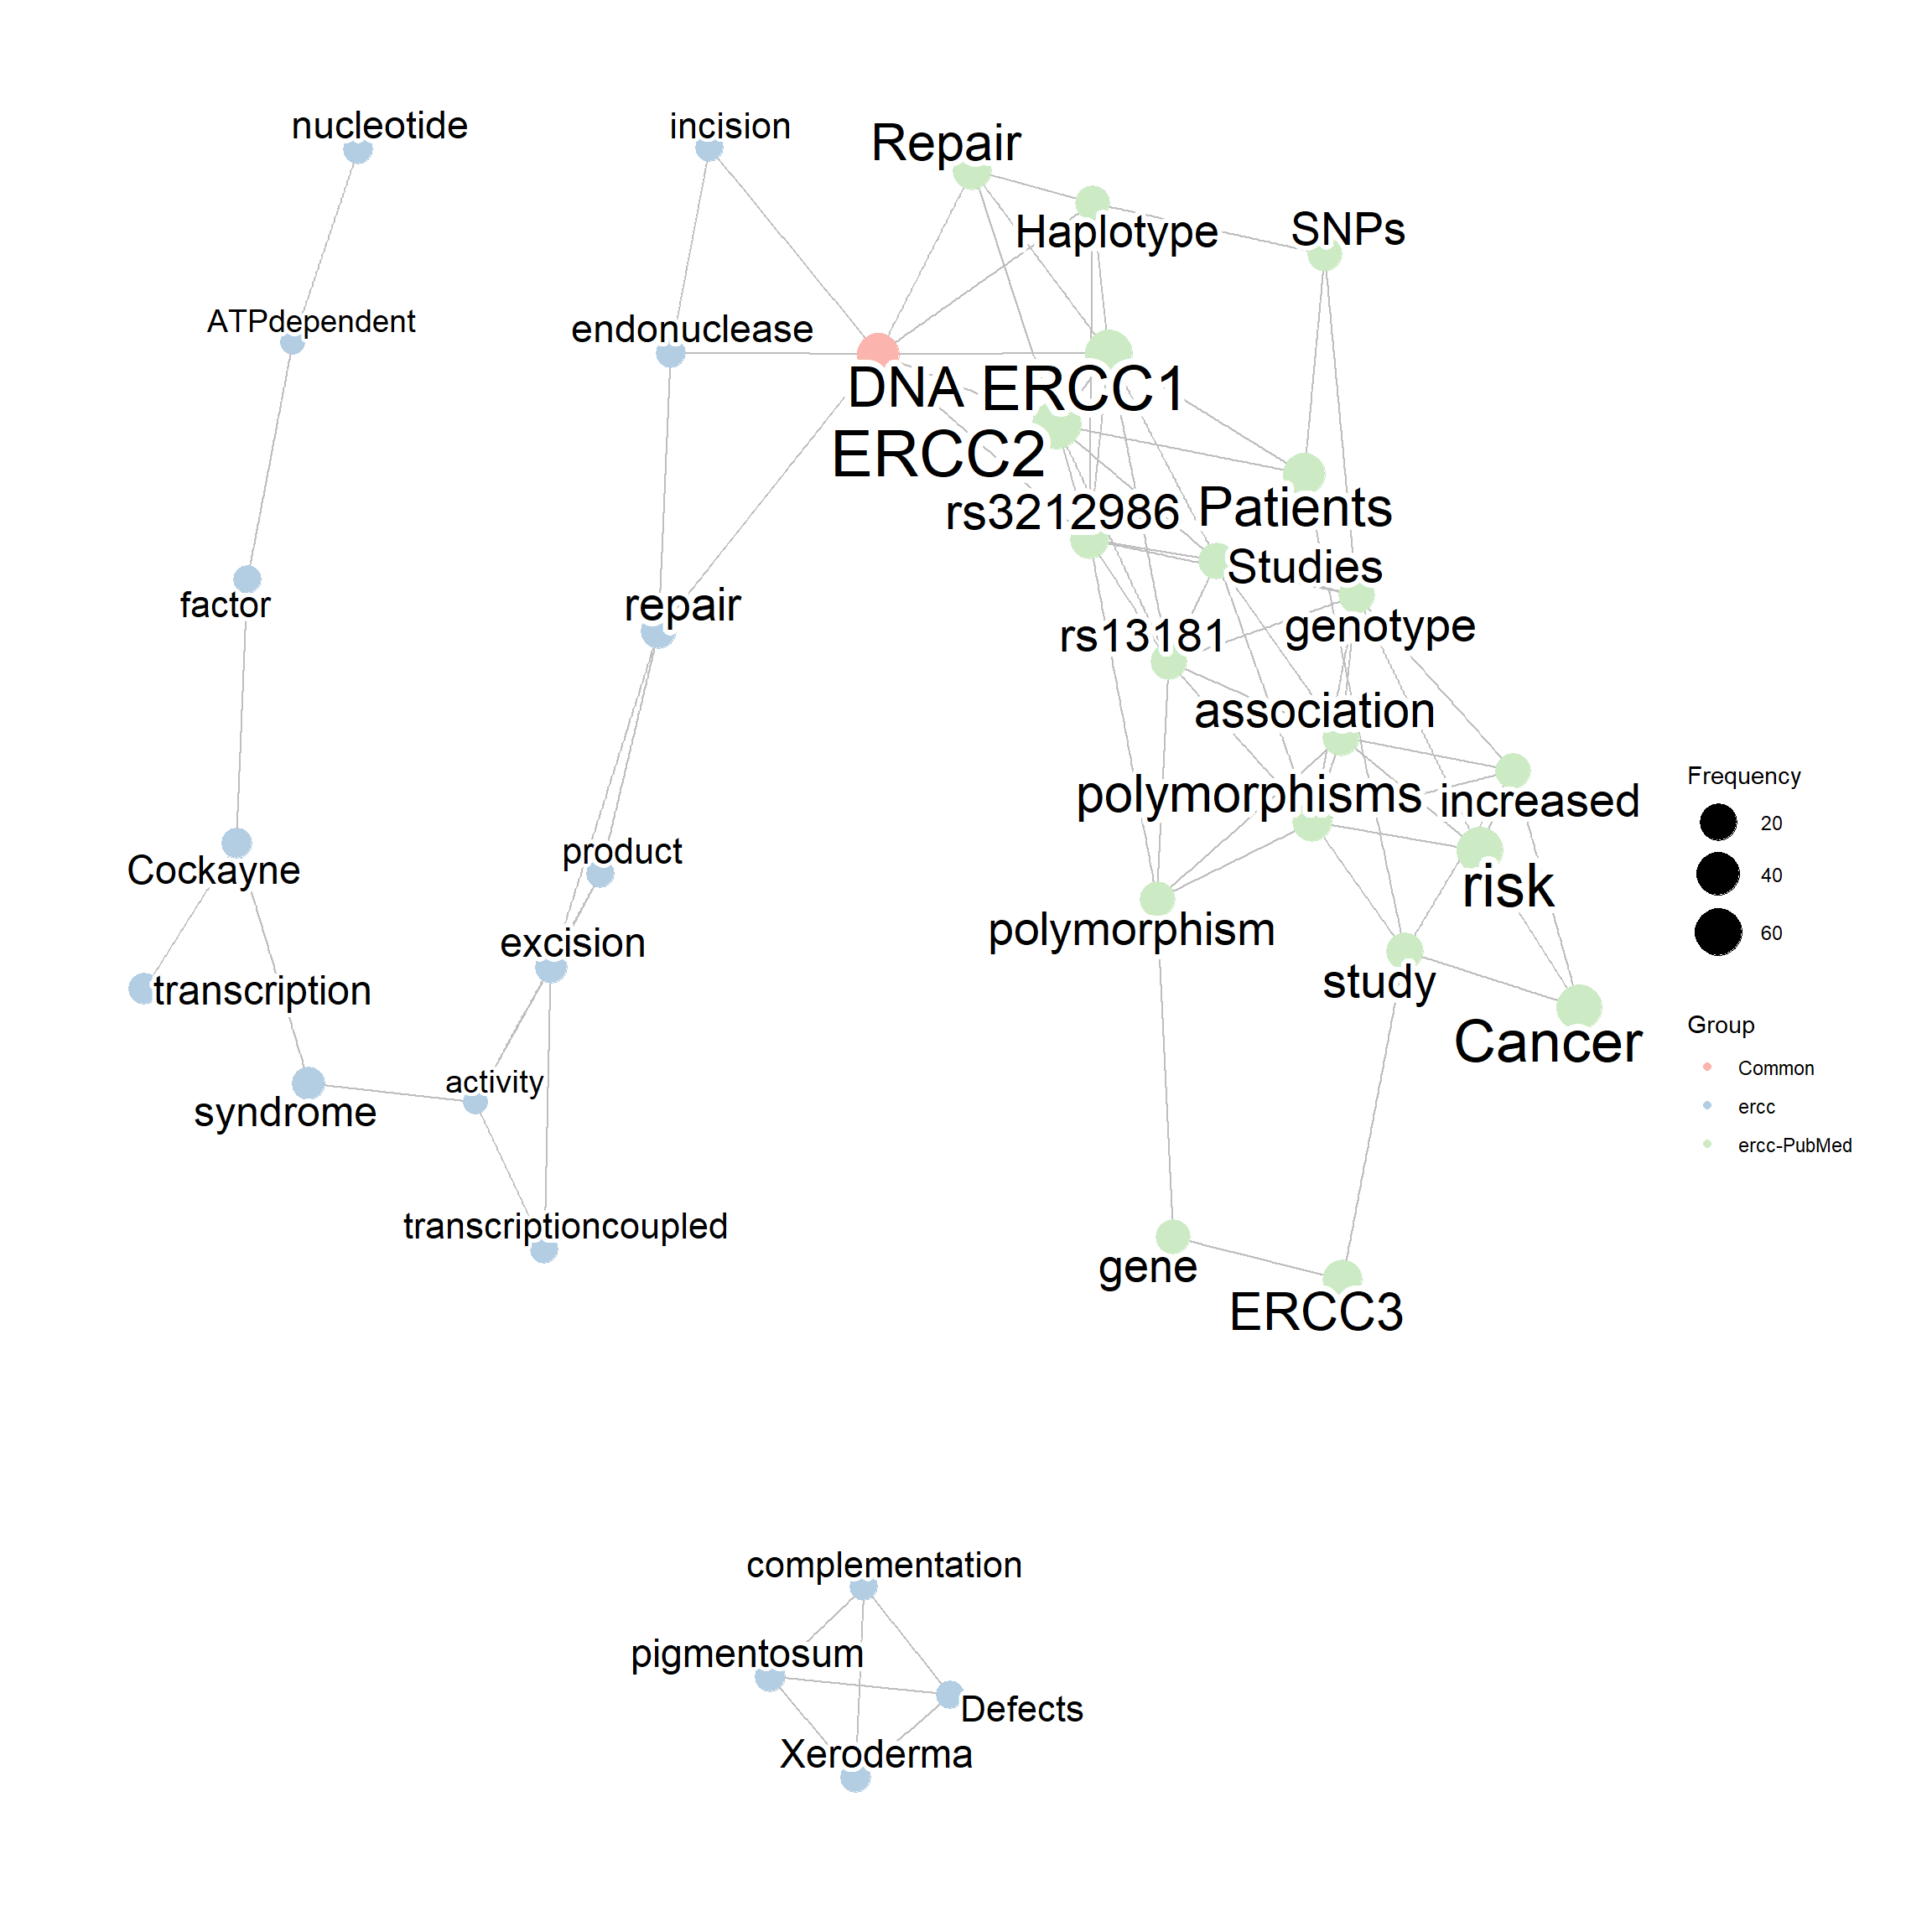 nucleotide
incision
Repair
Haplotype
SNPs
ATPdependent
endonuclease
DNA
ERCC1
ERCC2
rs3212986
Patients
Studies
factor
repair
rs13181
genotype
association
polymorphisms
increased
product
Cockayne
risk
polymorphism
excision
transcription
study
Cancer
activity
syndrome
transcriptioncoupled
gene
ERCC3
complementation
pigmentosum
Defects
Xeroderma
Frequency
20
40
60
Group
Common
ercc
ercc-PubMed